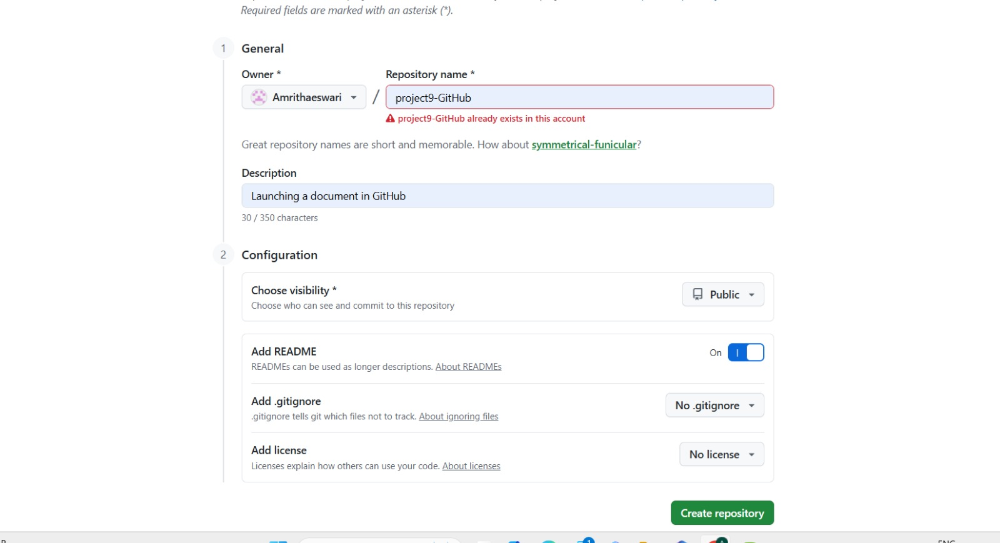 Required fields are marked with an asterisk (*).
1 General
Owner * Repository name *
Amrithaeswari / project9-GitHub
project9-GitHub already exists in this account
Great repository names are short and memorable. How about symmetrical-funicular?
Description
Launching a document in GitHub
30 / 350 characters
2 Configuration
Choose visibility *
Public
Choose who can see and commit to this repository
Add README
On
READMEs can be used as longer descriptions. About READMEs
Add .gitignore
No .gitignore
.gitignore tells git which files not to track. About ignoring files
Add license
No license
Licenses explain how others can use your code. About licenses
Create repository